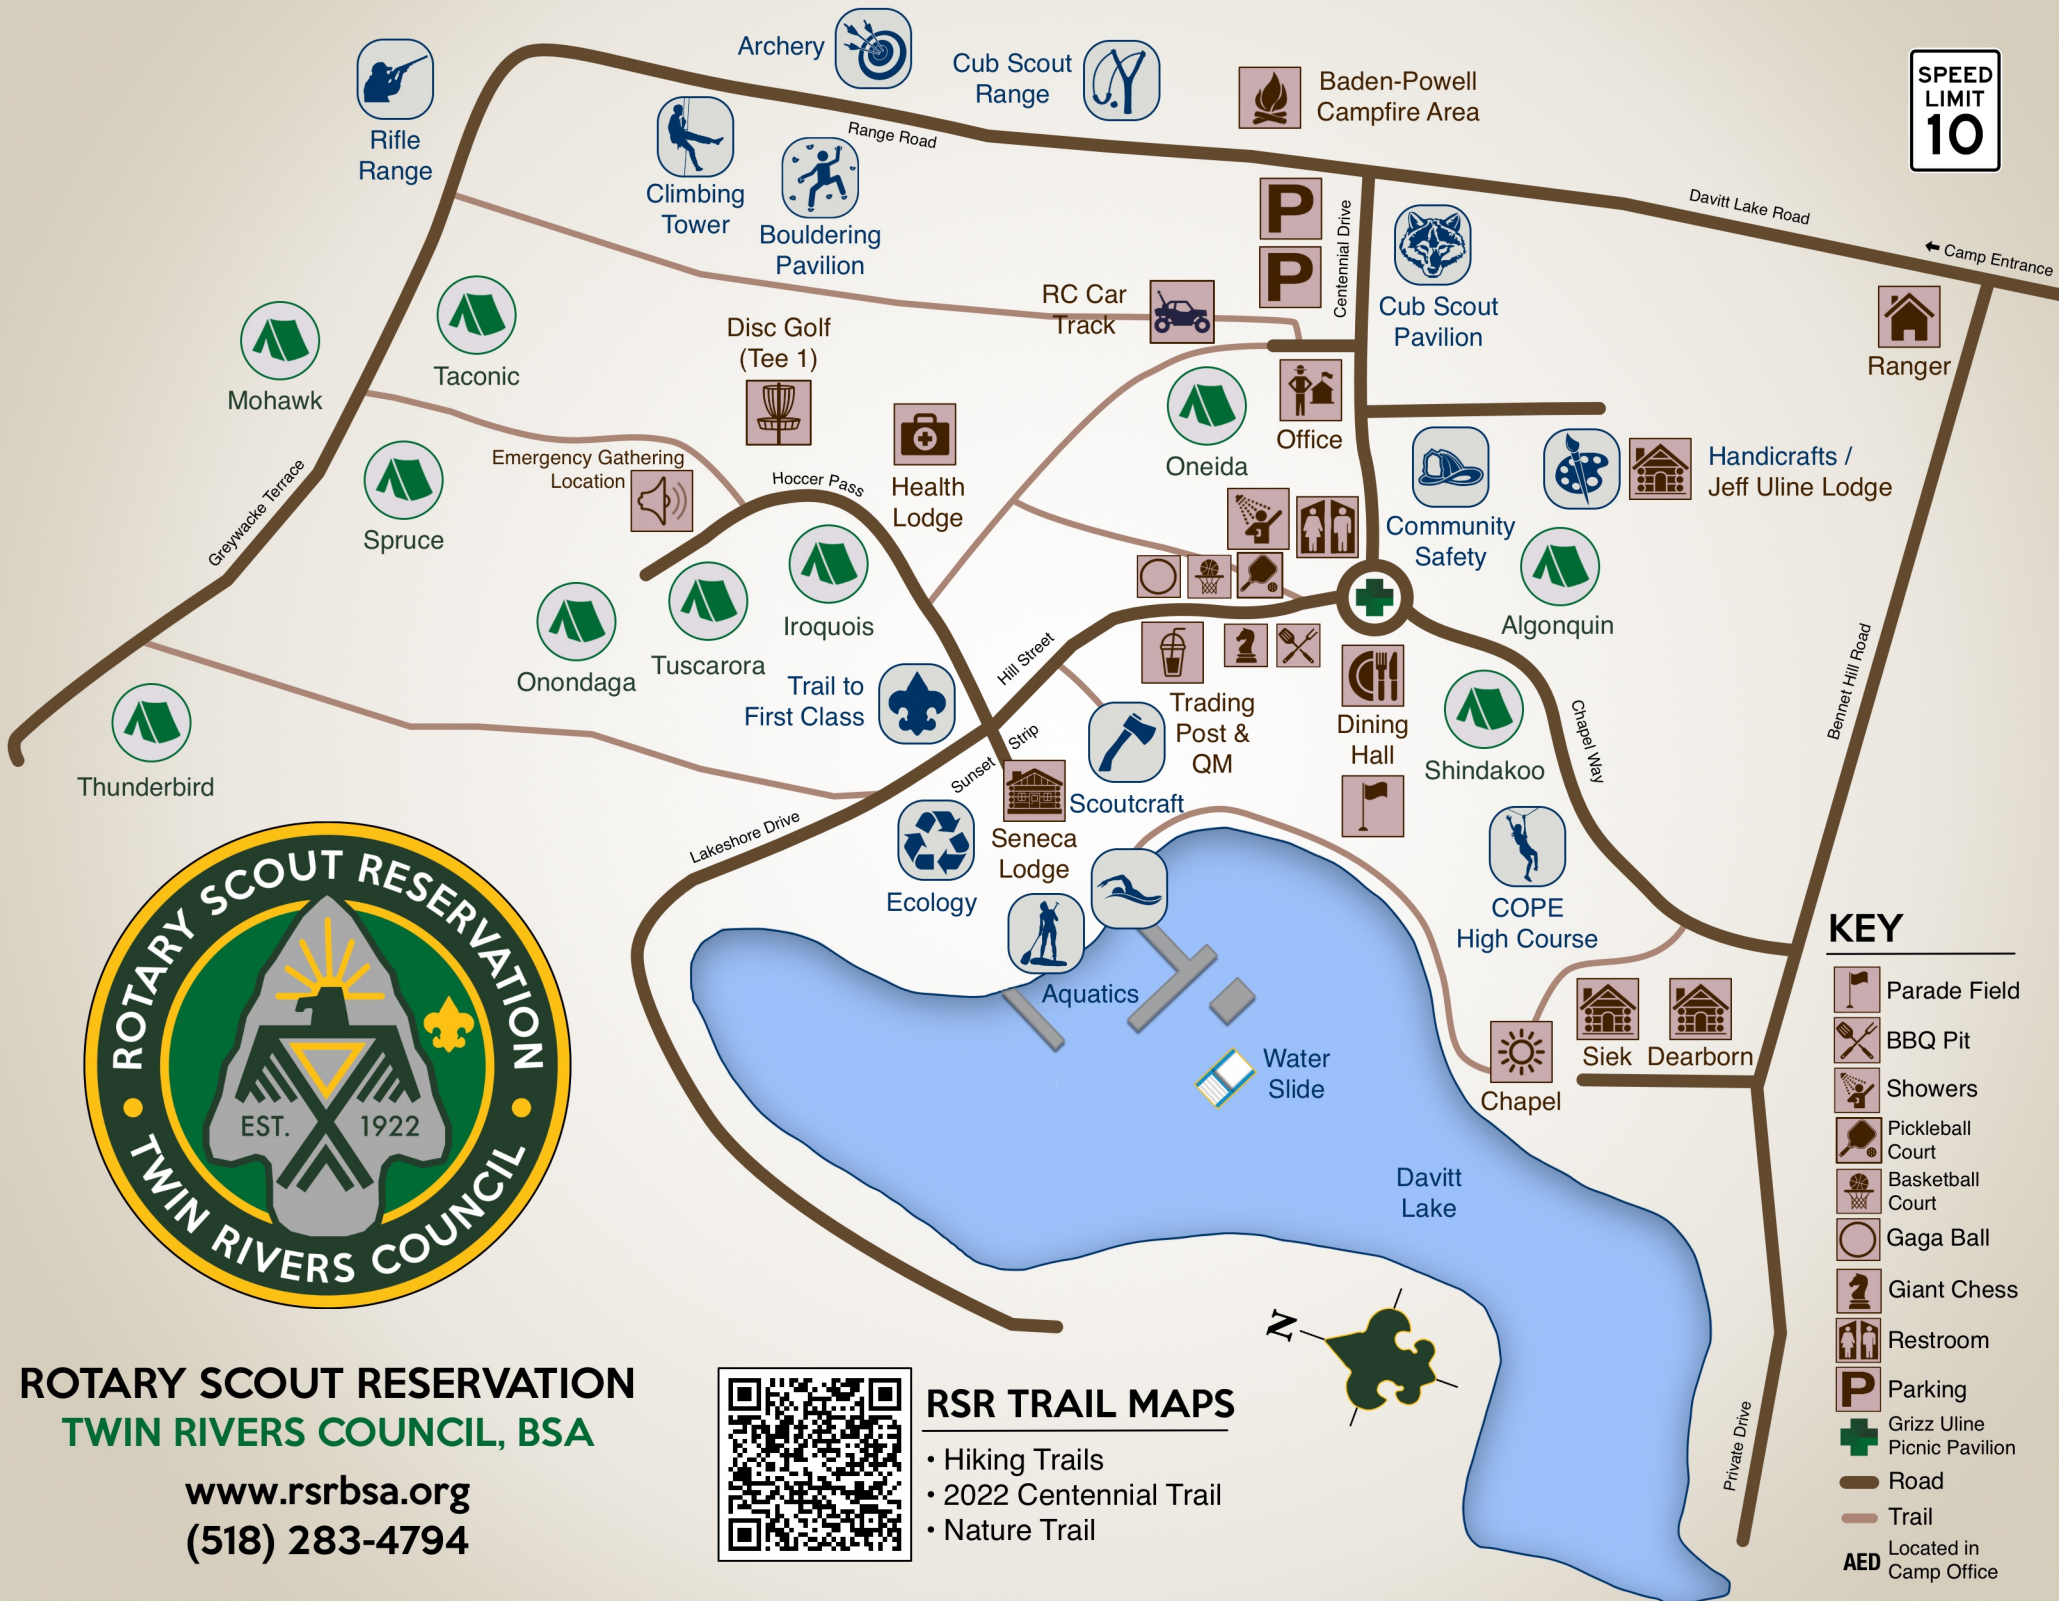 Archery
Cub Scout
Range
Baden-Powell
Campfire Area
SPEED
LIMIT
10
Rifle
Range
Climbing
Tower
Bouldering
Pavilion
Range Road
P
P
Centennial Drive
Davitt Lake Road
Camp Entrance
Cub Scout
Pavilion
RC Car
Track
Ranger
Mohawk
Taconic
Disc Golf
(Tee 1)
Oneida
Office
Handicrafts /
Jeff Uline Lodge
Greywacke Terrace
Spruce
Emergency Gathering
Location
Hoccer Pass
Health
Lodge
Community
Safety
Algonquin
Onondaga
Tuscarora
Iroquois
Trail to
First Class
Hill Street
Trading
Post &
QM
Dining
Hall
Shindakoo
Chapel Way
Bennet Hill Road
Thunderbird
Sunset Strip
Scoutcraft
Lakeshore Drive
Ecology
Seneca
Lodge
COPE
High Course
Aquatics
Water
Slide
Siek
Dearborn
Chapel
Davitt
Lake
Private Drive
N
KEY
Parade Field
BBQ Pit
Showers
Pickleball
Court
Basketball
Court
Gaga Ball
Giant Chess
Restroom
P
Parking
Grizz Uline
Picnic Pavilion
Road
Trail
AED
Located in
Camp Office
ROTARY SCOUT RESERVATION
EST. 1922
TWIN RIVERS COUNCIL
ROTARY SCOUT RESERVATION
TWIN RIVERS COUNCIL, BSA
www.rsrbsa.org
(518) 283-4794
RSR TRAIL MAPS
• Hiking Trails
• 2022 Centennial Trail
• Nature Trail